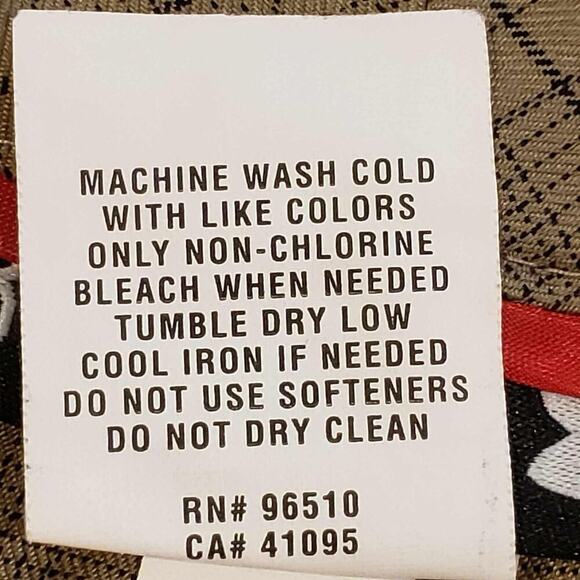 MACHINE WASH COLD
WITH LIKE COLORS
ONLY NON-CHLORINE
BLEACH WHEN NEEDED
TUMBLE DRY LOW
COOL IRON IF NEEDED
DO NOT USE SOFTENERS
DO NOT DRY CLEAN
RN# 96510
CA# 41095